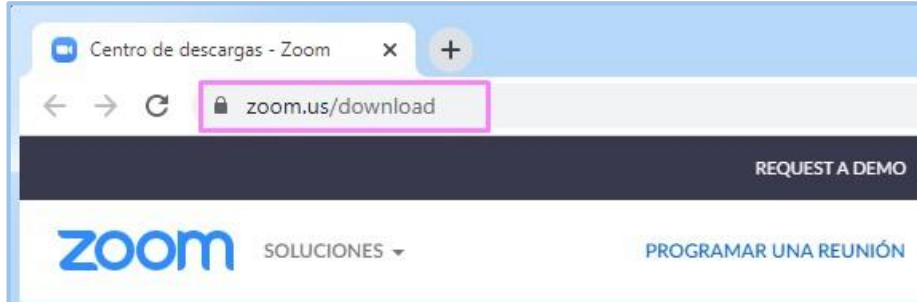 Centro de descargas - Zoom
zoom.us/download
REQUEST A DEMO
zoom SOLUCIONES PROGRAMAR UNA REUNIÓN